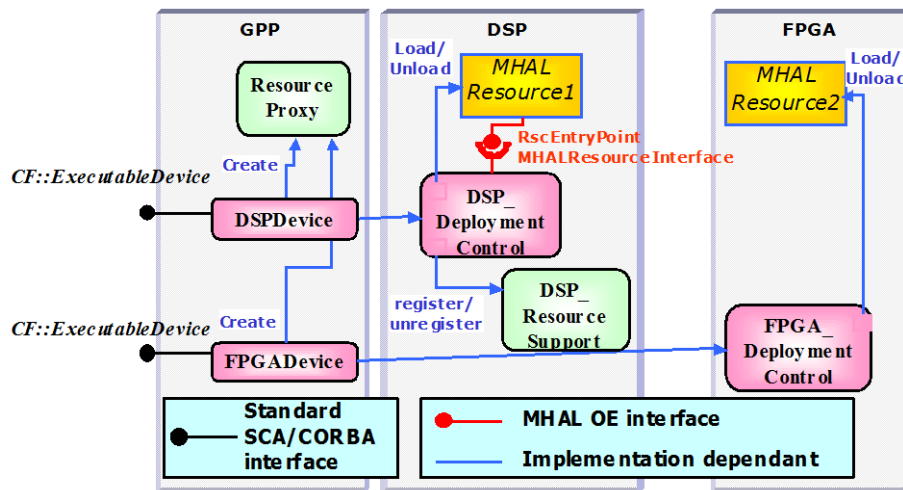 GPP
DSP
FPGA
Resource
Proxy
Load/
Unload
MHAL
Resource1
MHAL
Resource2
Load/
Unload
RscEntryPoint
MHALResourceInterface
Create
CF::ExecutableDevice
DSPDevice
DSP_
Deployment
Control
register/
unregister
DSP_
Resource
Support
Create
CF::ExecutableDevice
FPGADevice
FPGA_
Deployment
Control
Standard
SCA/CORBA
interface
MHAL OE interface
Implementation dependant